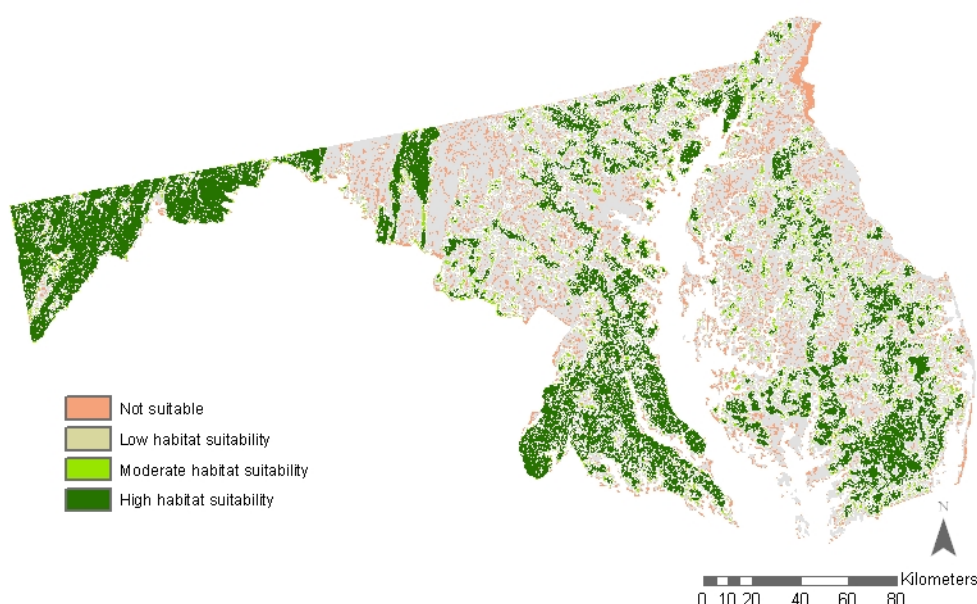 Not suitable
Low habitat suitability
Moderate habitat suitability
High habitat suitability
N
Kilometers
0 10 20 40 60 80